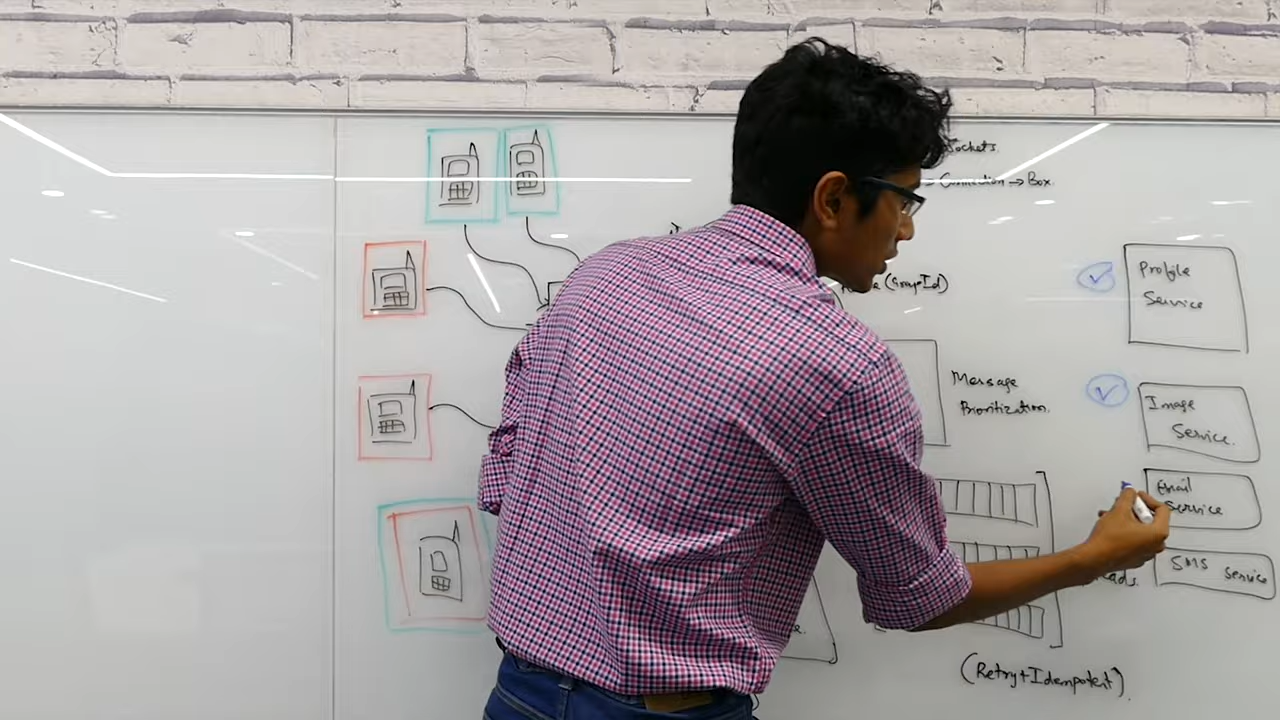 Sockets
Connection → Box.
(GroupId)
Profile
Service
Message
Prioritization.
Image
Service.
Email
Service
SMS Service
(Retry+Idempotent).